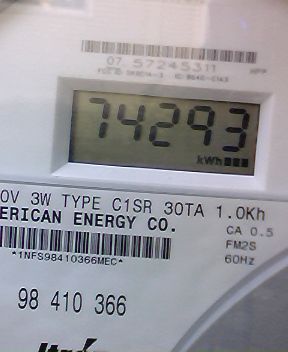 07 57245311
74293
kWh
0V 3W TYPE C1SR 30TA 1.0Kh
ERICAN ENERGY CO.
CA 0.5
FM2S
*1NFS98410366MEC*
60Hz
98 410 366